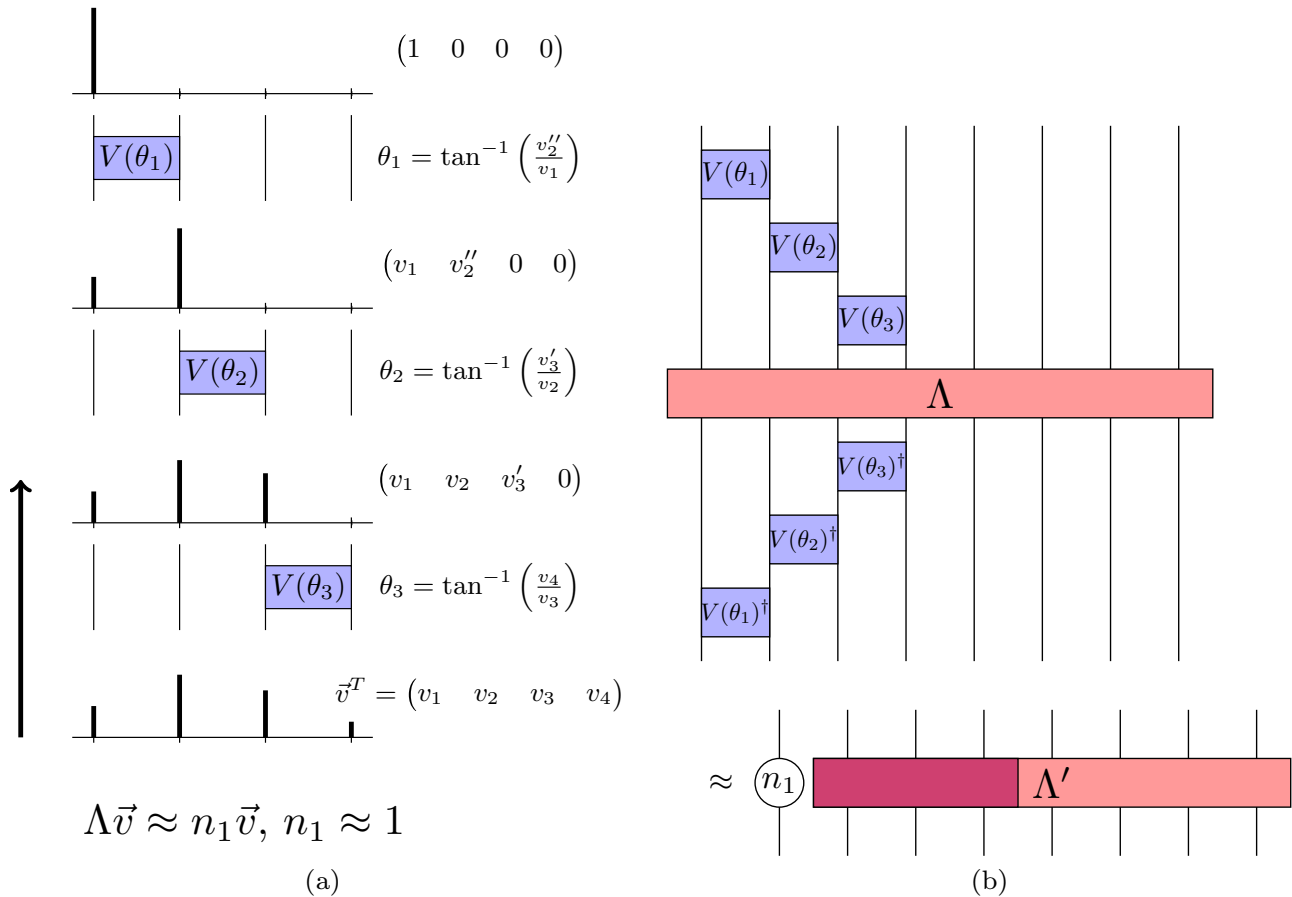 (1 0 0 0)
V(θ₁) θ₁ = tan⁻¹(v₂″/v₁)
(v₁ v₂″ 0 0)
V(θ₂) θ₂ = tan⁻¹(v₃′/v₂)
(v₁ v₂ v₃′ 0)
V(θ₃) θ₃ = tan⁻¹(v₄/v₃)
v⃗ᵀ = (v₁ v₂ v₃ v₄)
Λv⃗ ≈ n₁v⃗, n₁ ≈ 1
(a)
V(θ₁)
V(θ₂)
V(θ₃)
Λ
V(θ₃)†
V(θ₂)†
V(θ₁)†
≈ n₁ Λ′
(b)